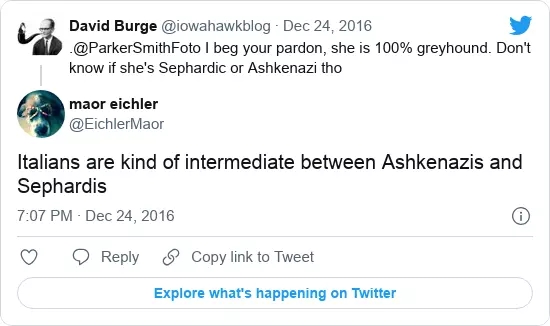 David Burge @iowahawkblog · Dec 24, 2016
.@ParkerSmithFoto I beg your pardon, she is 100% greyhound. Don't
know if she's Sephardic or Ashkenazi tho
maor eichler
@EichlerMaor
Italians are kind of intermediate between Ashkenazis and
Sephardis
7:07 PM · Dec 24, 2016
Reply Copy link to Tweet
Explore what's happening on Twitter